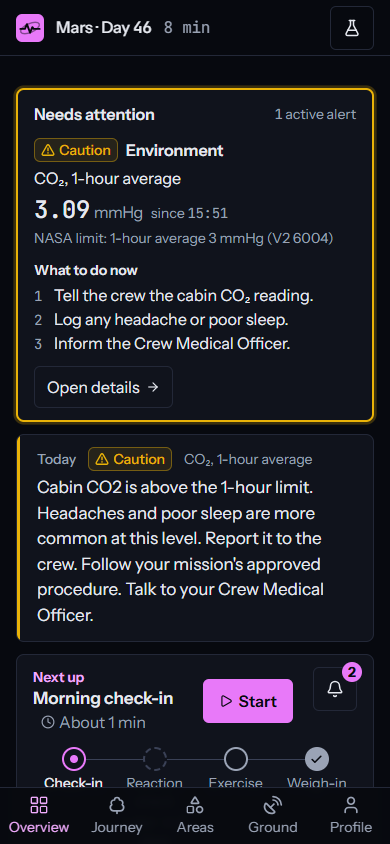 Mars · Day 46 8 min
Needs attention 1 active alert
Caution Environment
CO₂, 1-hour average
3.09 mmHg since 15:51
NASA limit: 1-hour average 3 mmHg (V2 6004)
What to do now
1 Tell the crew the cabin CO₂ reading.
2 Log any headache or poor sleep.
3 Inform the Crew Medical Officer.
Open details →
Today Caution CO₂, 1-hour average
Cabin CO2 is above the 1-hour limit.
Headaches and poor sleep are more
common at this level. Report it to the
crew. Follow your mission's approved
procedure. Talk to your Crew Medical
Officer.
Next up
Morning check-in
About 1 min
Start
2
Check-in Reaction Exercise Weigh-in
Overview Journey Areas Ground Profile